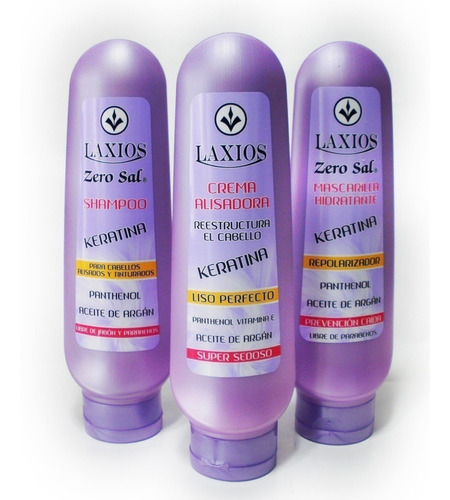 LAXIOS
Zero Sal®
SHAMPOO
KERATINA
PARA CABELLOS
ALISADOS Y TINTURADOS
PANTHENOL
ACEITE DE ARGÁN
LIBRE DE JABÓN Y PARABENOS
LAXIOS
CREMA
ALISADORA
REESTRUCTURA
EL CABELLO
KERATINA
LISO PERFECTO
PANTHENOL VITAMINA E
ACEITE DE ARGÁN
SUPER SEDOSO
LAXIOS
Zero Sal®
MASCARILLA
HIDRATANTE
KERATINA
REPOLARIZADOR
PANTHENOL
ACEITE DE ARGÁN
PREVENCIÓN CAÍDA
LIBRE DE PARABENOS